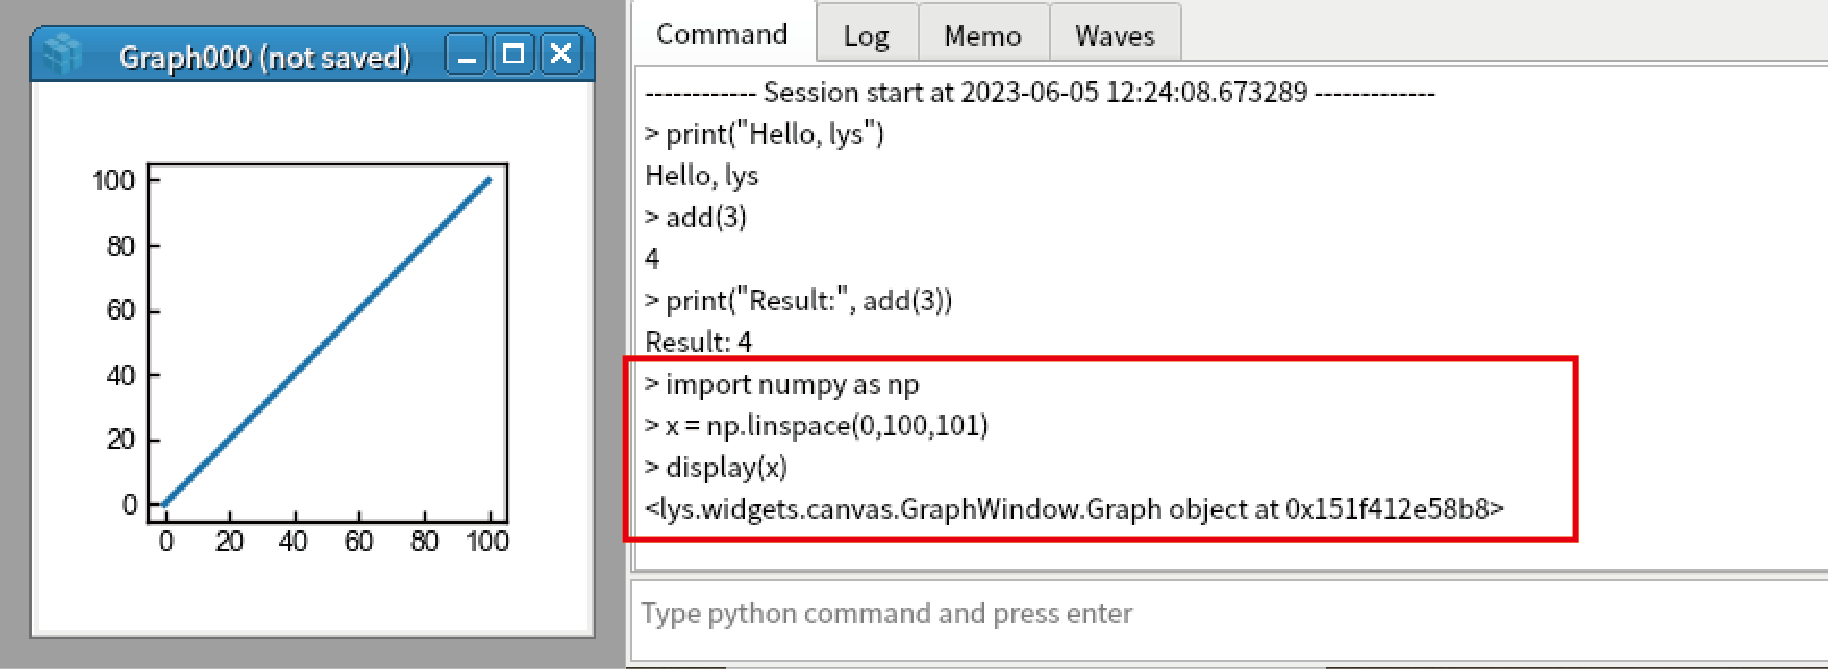 Graph000 (not saved)
100
80
60
40
20
0
0 20 40 60 80 100
Command Log Memo Waves
------------ Session start at 2023-06-05 12:24:08.673289 -------------
> print("Hello, lys")
Hello, lys
> add(3)
4
> print("Result:", add(3))
Result: 4
> import numpy as np
> x = np.linspace(0,100,101)
> display(x)
<lys.widgets.canvas.GraphWindow.Graph object at 0x151f412e58b8>
Type python command and press enter